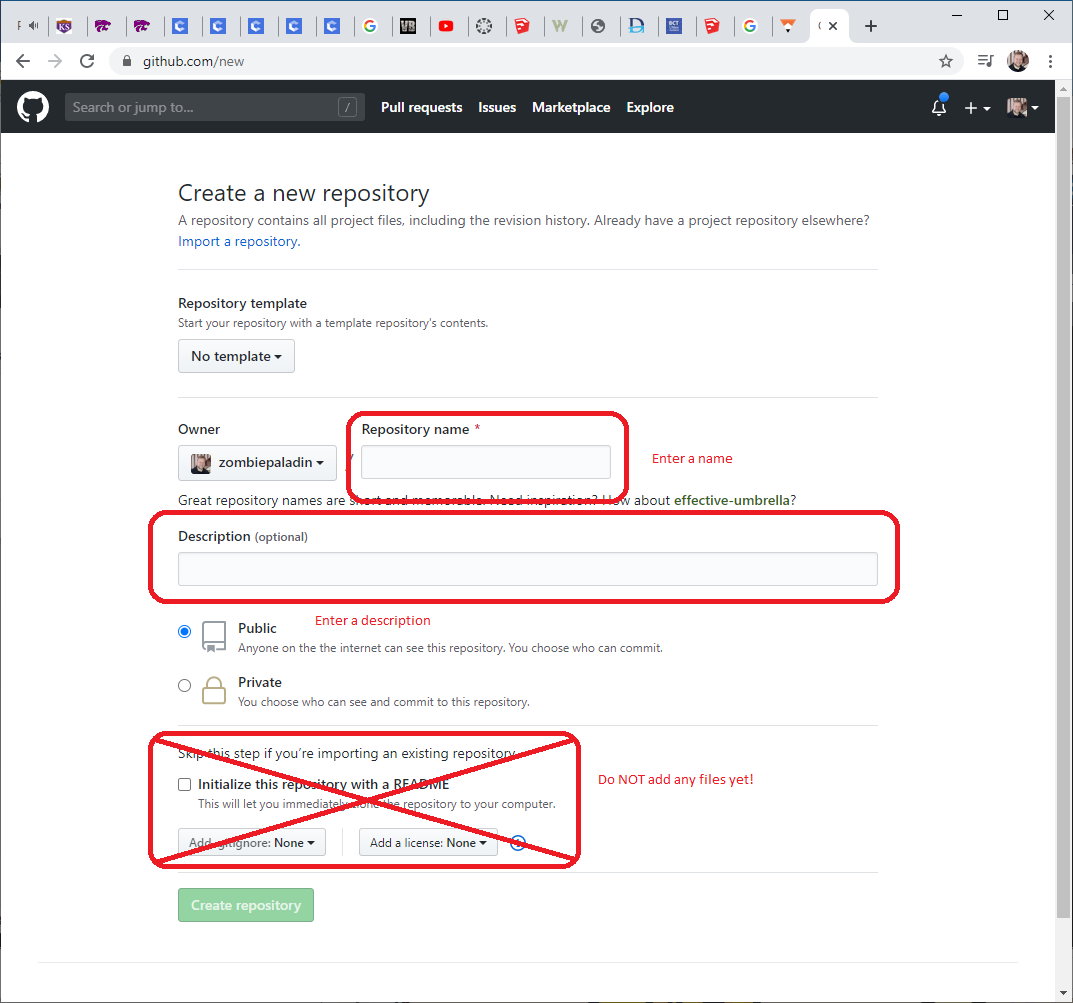 github.com/new
Search or jump to...
/
Pull requests
Issues
Marketplace
Explore
Create a new repository
A repository contains all project files, including the revision history. Already have a project repository elsewhere?
Import a repository.
Repository template
Start your repository with a template repository's contents.
No template
Owner
Repository name *
zombiepaladin
/
Enter a name
Great repository names are short and memorable. Need inspiration? How about effective-umbrella?
Description (optional)
Enter a description
Public
Anyone on the the internet can see this repository. You choose who can commit.
Private
You choose who can see and commit to this repository.
Skip this step if you’re importing an existing repository.
Do NOT add any files yet!
Initialize this repository with a README
This will let you immediately clone the repository to your computer.
Add .gitignore: None
Add a license: None
Create repository